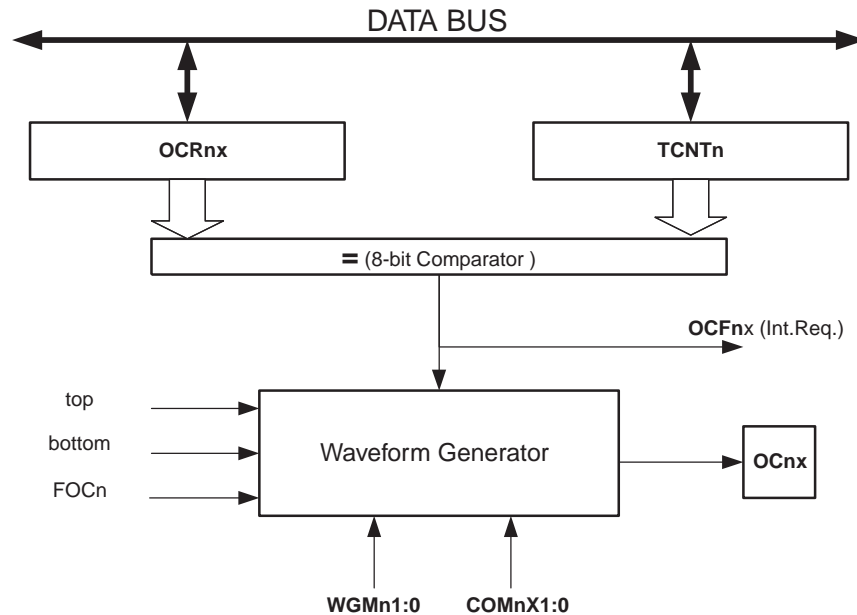 DATA BUS
OCRnx
TCNTn
= (8-bit Comparator )
OCFnx (Int.Req.)
top
bottom
FOCn
Waveform Generator
OCnx
WGMn1:0
COMnX1:0